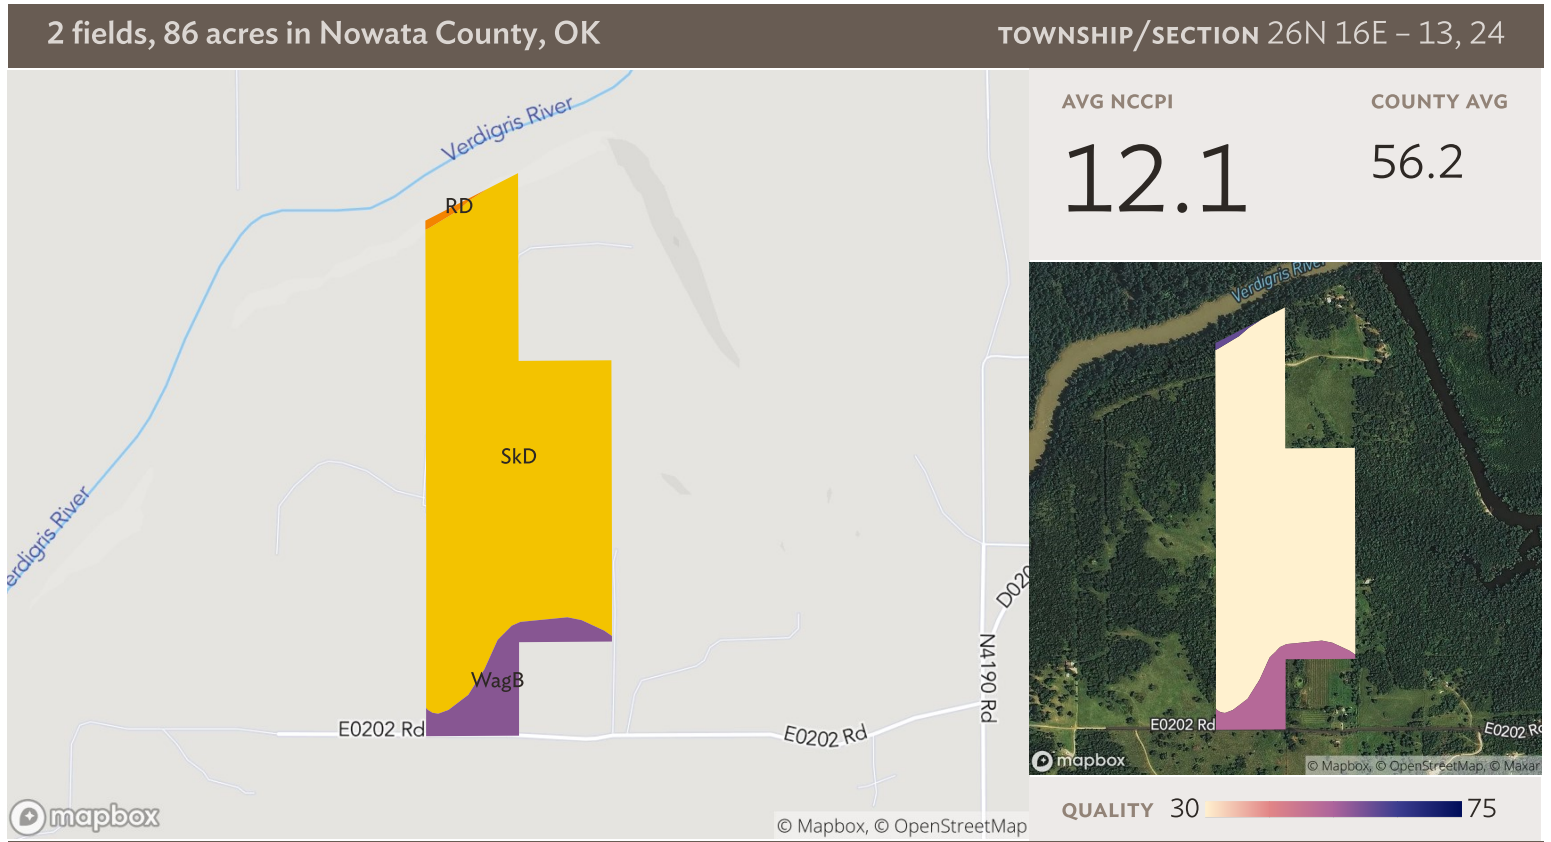 2 fields, 86 acres in Nowata County, OK
TOWNSHIP/SECTION 26N 16E – 13, 24
AVG NCCPI
12.1
COUNTY AVG
56.2
Verdigris River
RD
SkD
erdigris River
WagB
E0202 Rd
E0202 Rd
N4190 Rd
D020
mapbox
© Mapbox, © OpenStreetMap
Verdigris River
E0202 Rd
E0202 Rd
mapbox
© Mapbox, © OpenStreetMap, © Maxar
QUALITY 30 75